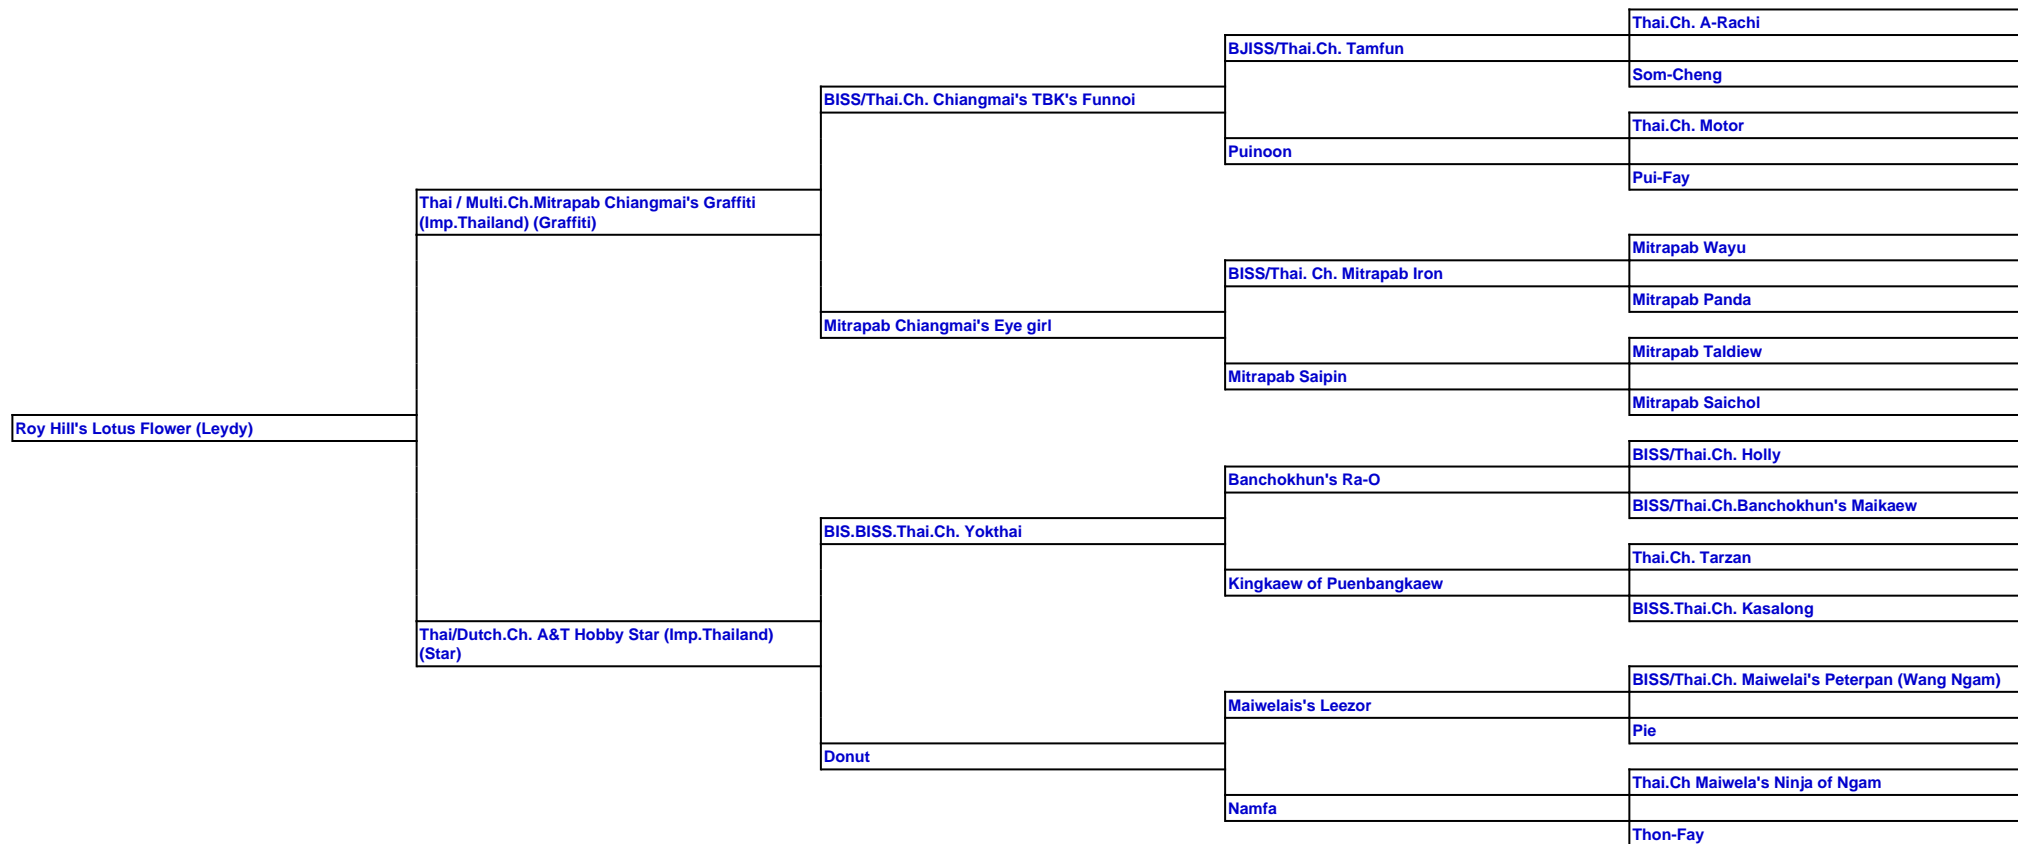 Thai.Ch. A-Rachi
BJISS/Thai.Ch. Tamfun
Som-Cheng
BISS/Thai.Ch. Chiangmai's TBK's Funnoi
Thai.Ch. Motor
Puinoon
Pui-Fay
Thai / Multi.Ch.Mitrapab Chiangmai's Graffiti
(Imp.Thailand) (Graffiti)
Mitrapab Wayu
BISS/Thai. Ch. Mitrapab Iron
Mitrapab Panda
Mitrapab Chiangmai's Eye girl
Mitrapab Taldiew
Mitrapab Saipin
Mitrapab Saichol
Roy Hill's Lotus Flower (Leydy)
BISS/Thai.Ch. Holly
Banchokhun's Ra-O
BISS/Thai.Ch.Banchokhun's Maikaew
BIS.BISS.Thai.Ch. Yokthai
Thai.Ch. Tarzan
Kingkaew of Puenbangkaew
BISS.Thai.Ch. Kasalong
Thai/Dutch.Ch. A&T Hobby Star (Imp.Thailand)
(Star)
BISS/Thai.Ch. Maiwelai's Peterpan (Wang Ngam)
Maiwelais's Leezor
Pie
Donut
Thai.Ch Maiwela's Ninja of Ngam
Namfa
Thon-Fay